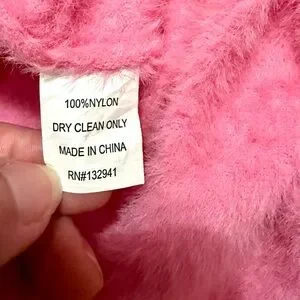 100%NYLON
DRY CLEAN ONLY
MADE IN CHINA
RN#132941